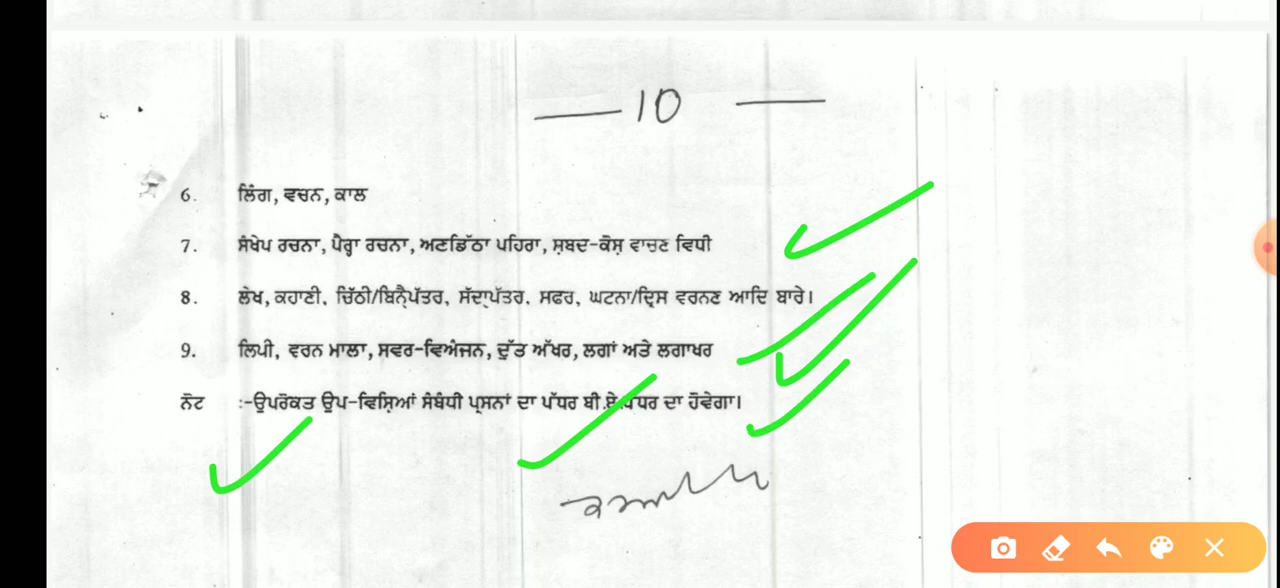 — 10 —
6. ਲਿੰਗ, ਵਚਨ, ਕਾਲ
7. ਸੰਖੇਪ ਰਚਨਾ, ਪੈਰ੍ਹਾ ਰਚਨਾ, ਅਣਡਿੱਠਾ ਪਹਿਰਾ, ਸ਼ਬਦ-ਕੋਸ਼ ਵਾਚਣ ਵਿਧੀ
8. ਲੇਖ, ਕਹਾਣੀ, ਚਿੱਠੀ/ਬਿਨੈਪੱਤਰ, ਸੱਦਾਪੱਤਰ, ਸਫਰ, ਘਟਨਾ/ਦ੍ਰਿਸ ਵਰਨਣ ਆਦਿ ਬਾਰੇ।
9. ਲਿਪੀ, ਵਰਨ ਮਾਲਾ, ਸਵਰ-ਵਿਅੰਜਨ, ਦੁੱਤ ਅੱਖਰ, ਲਗਾਂ ਅਤੇ ਲਗਾਖਰ
ਨੋਟ :-ਉਪਰੋਕਤ ਉਪ-ਵਿਸ਼ਿਆਂ ਸੰਬੰਧੀ ਪ੍ਰਸ਼ਨਾਂ ਦਾ ਪੱਧਰ ਬੀ.ਏ.ਪੱਧਰ ਦਾ ਹੋਵੇਗਾ।